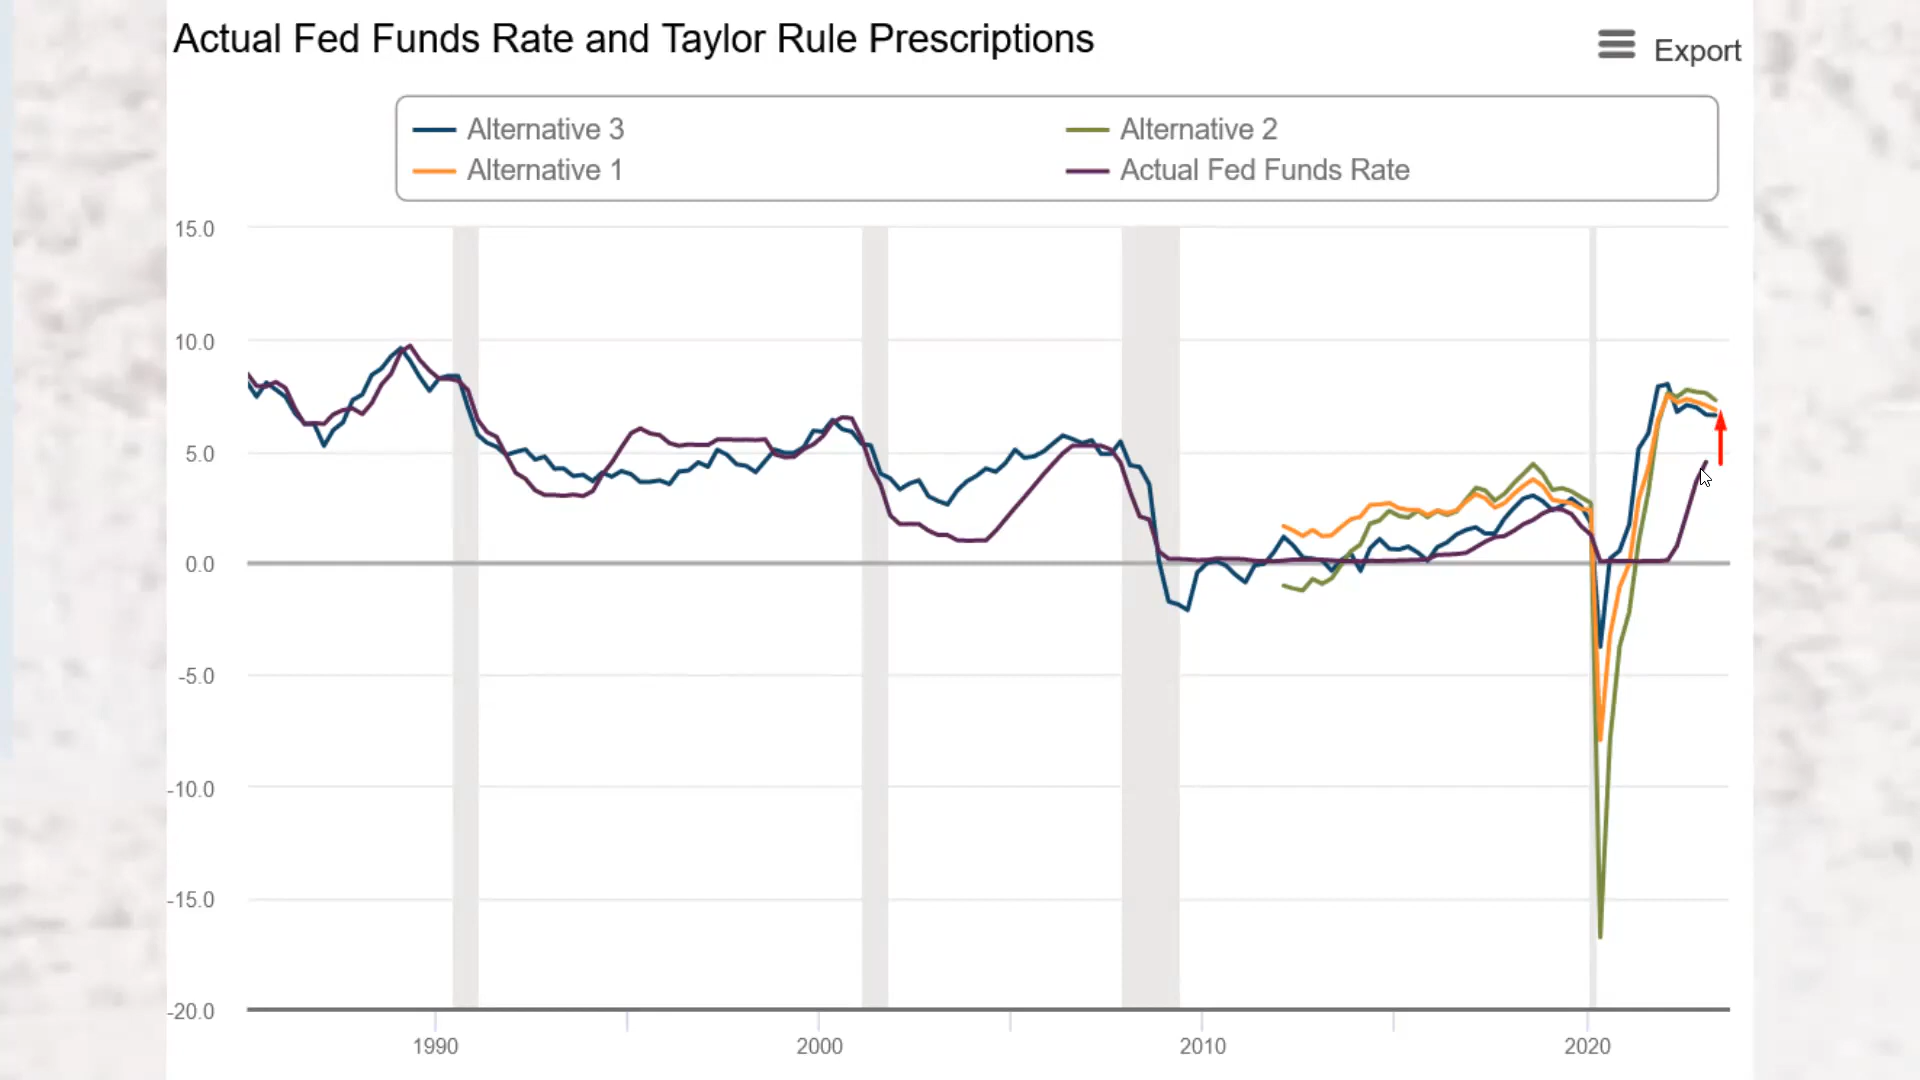 Actual Fed Funds Rate and Taylor Rule Prescriptions
Export
Alternative 3
Alternative 2
Alternative 1
Actual Fed Funds Rate
15.0
10.0
5.0
0.0
-5.0
-10.0
-15.0
-20.0
1990
2000
2010
2020